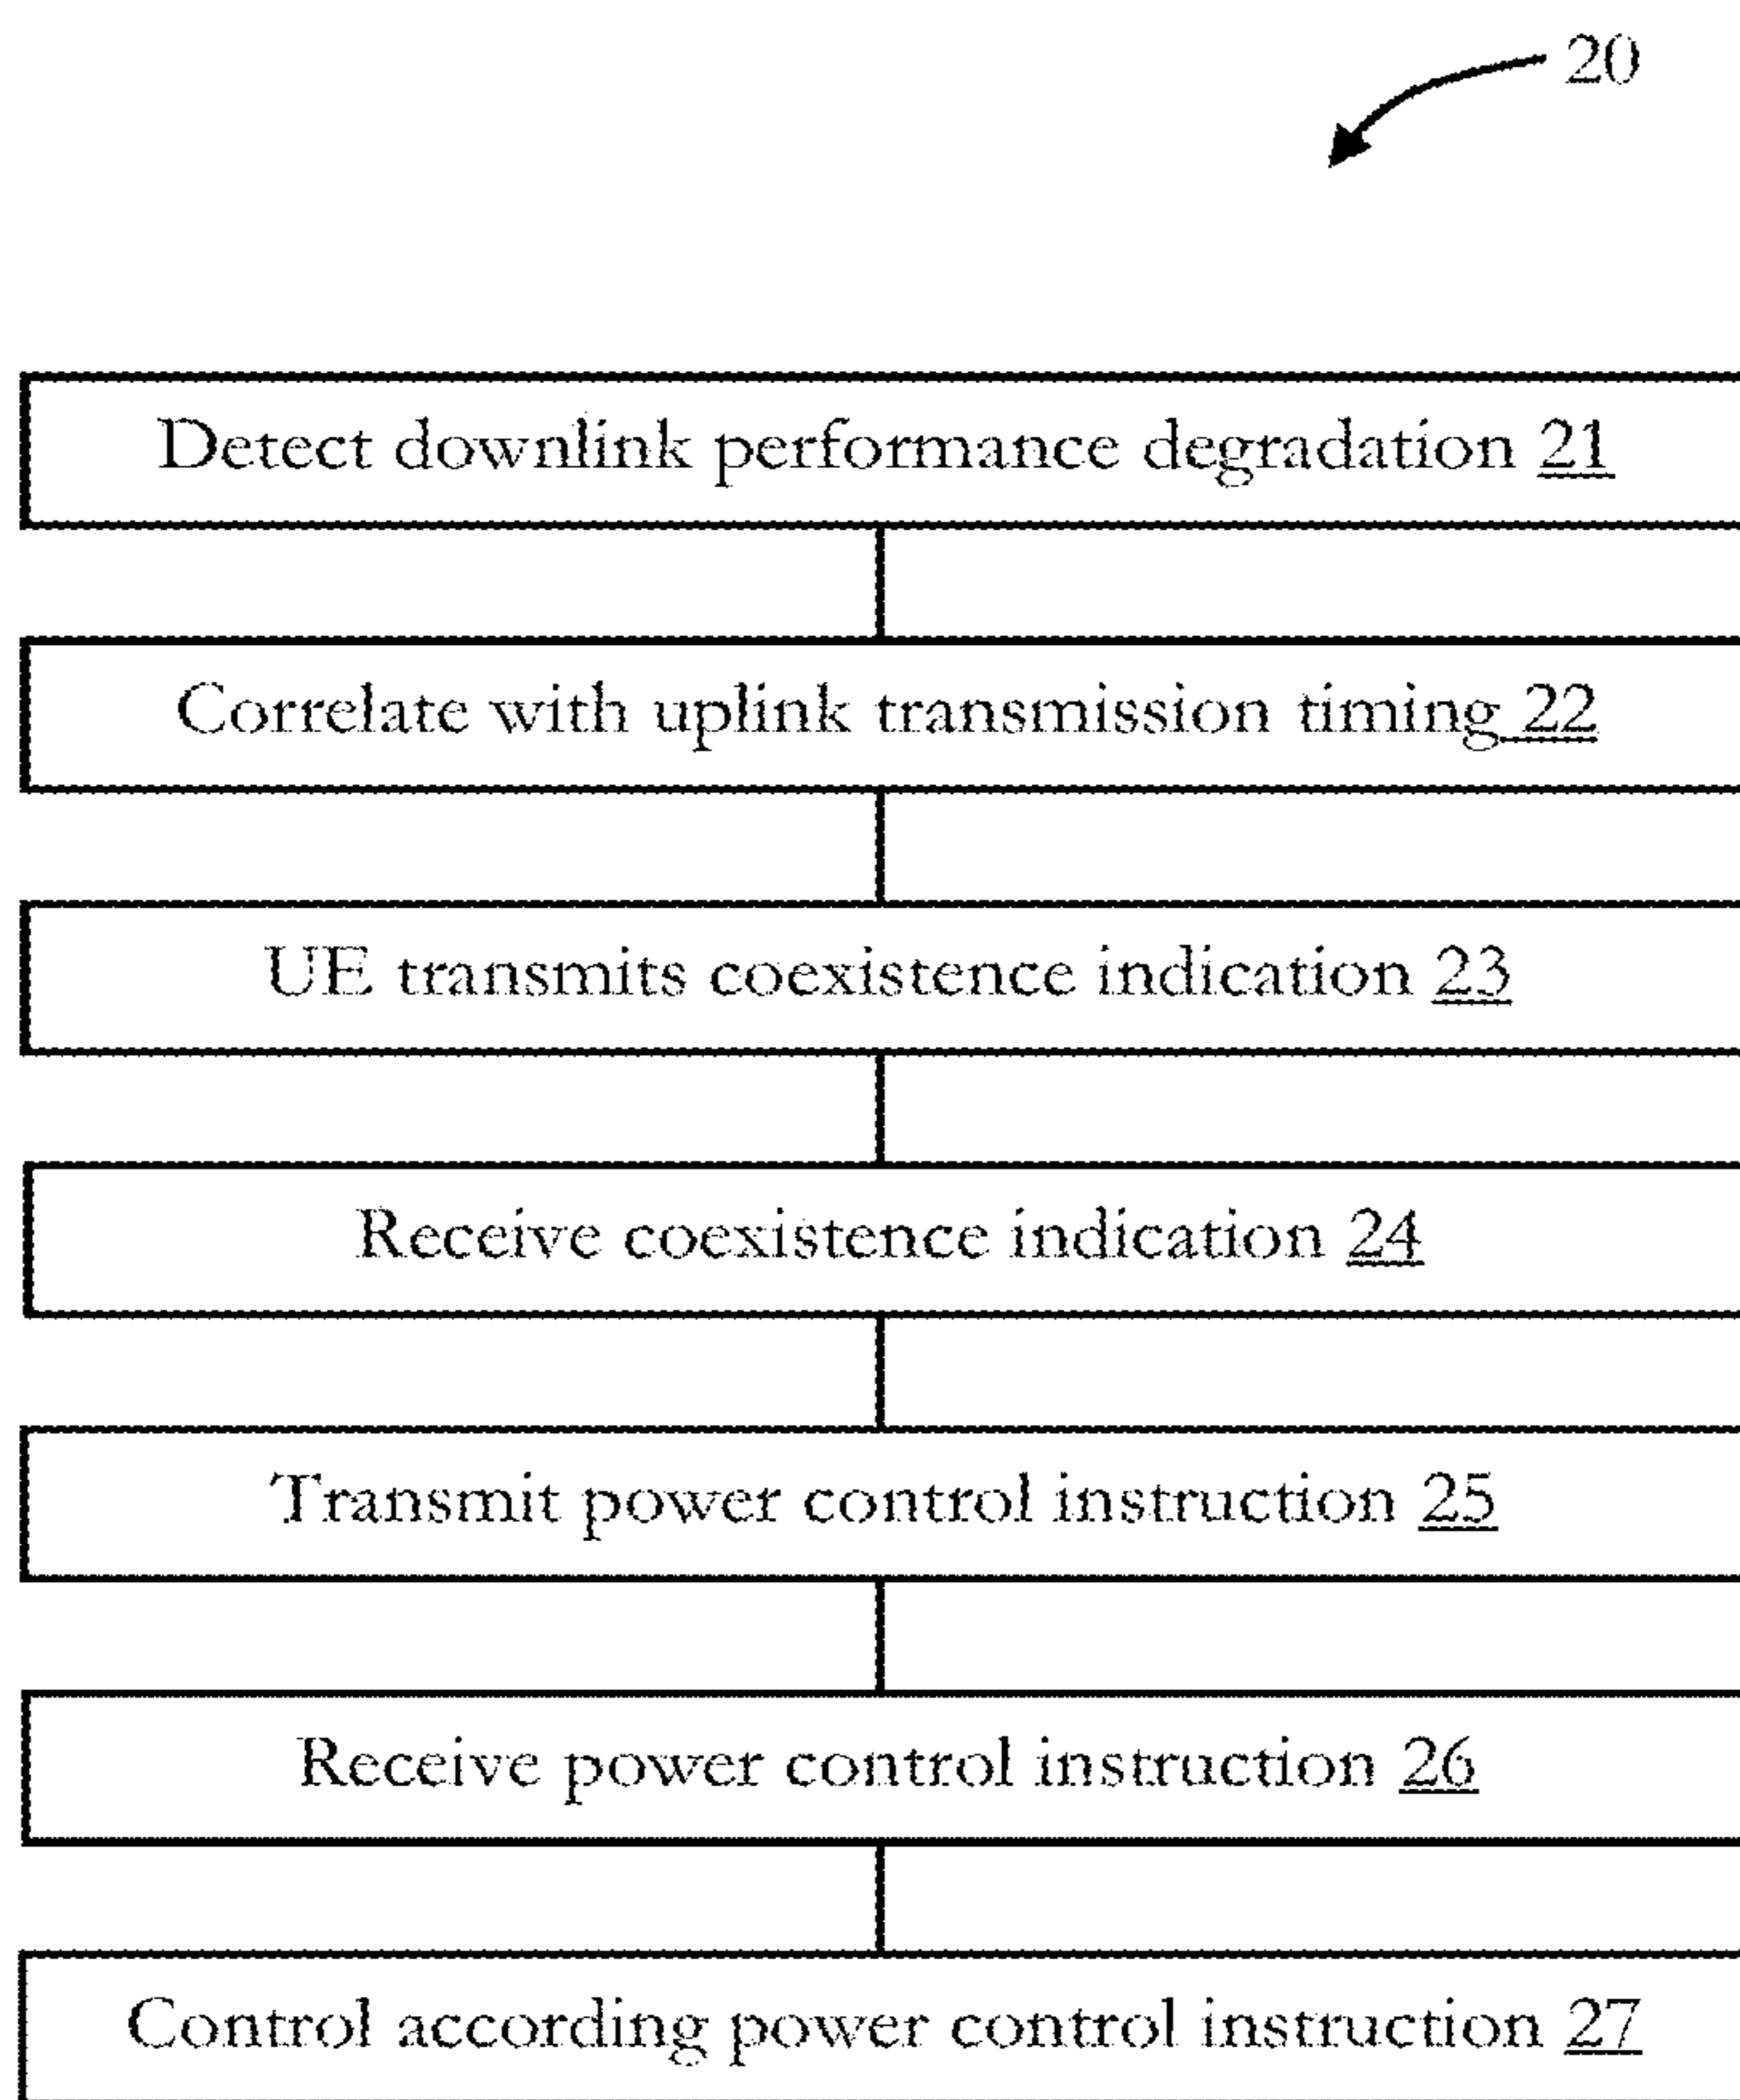 20
Detect downlink performance degradation 21
Correlate with uplink transmission timing 22
UE transmits coexistence indication 23
Receive coexistence indication 24
Transmit power control instruction 25
Receive power control instruction 26
Control according power control instruction 27